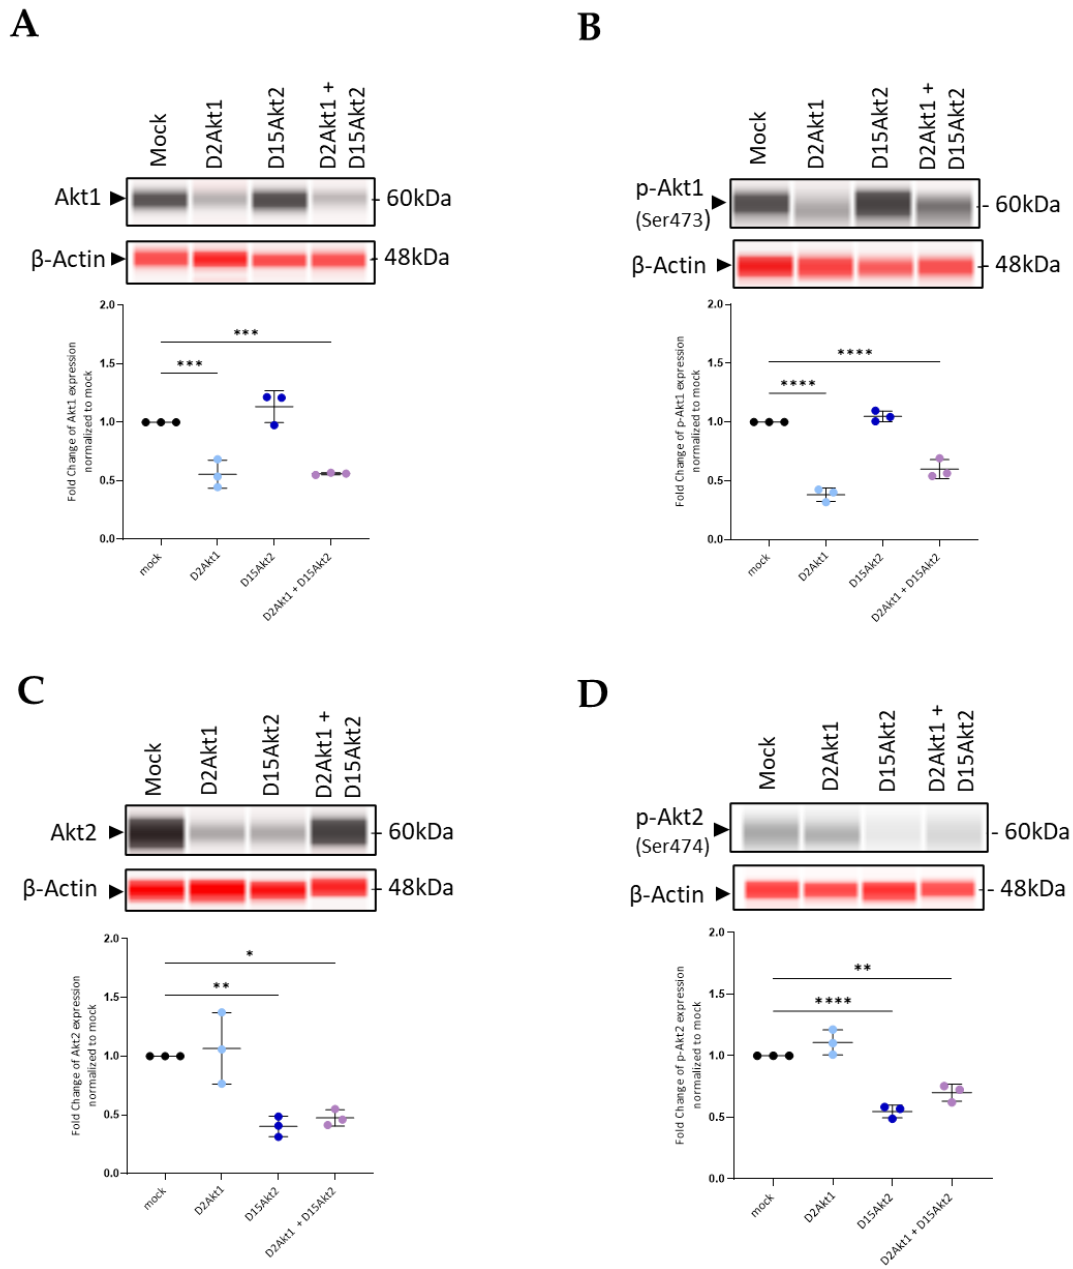 A
Mock
D2Akt1
D15Akt2
D2Akt1 +
D15Akt2
Akt1
60kDa
β-Actin
48kDa
Fold Change of Akt1 expression
normalized to mock
2.0
1.5
1.0
0.5
0.0
***
***
mock
D2Akt1
D15Akt2
D2Akt1 + D15Akt2
B
Mock
D2Akt1
D15Akt2
D2Akt1 +
D15Akt2
p-Akt1
(Ser473)
60kDa
β-Actin
48kDa
Fold Change of p-Akt1 expression
normalized to mock
2.0
1.5
1.0
0.5
0.0
****
****
mock
D2Akt1
D15Akt2
D2Akt1 + D15Akt2
C
Mock
D2Akt1
D15Akt2
D2Akt1 +
D15Akt2
Akt2
60kDa
β-Actin
48kDa
Fold Change of Akt2 expression
normalized to mock
2.0
1.5
1.0
0.5
0.0
*
**
mock
D2Akt1
D15Akt2
D2Akt1 + D15Akt2
D
Mock
D2Akt1
D15Akt2
D2Akt1 +
D15Akt2
p-Akt2
(Ser474)
60kDa
β-Actin
48kDa
Fold Change of p-Akt2 expression
normalized to mock
2.0
1.5
1.0
0.5
0.0
**
****
mock
D2Akt1
D15Akt2
D2Akt1 + D15Akt2